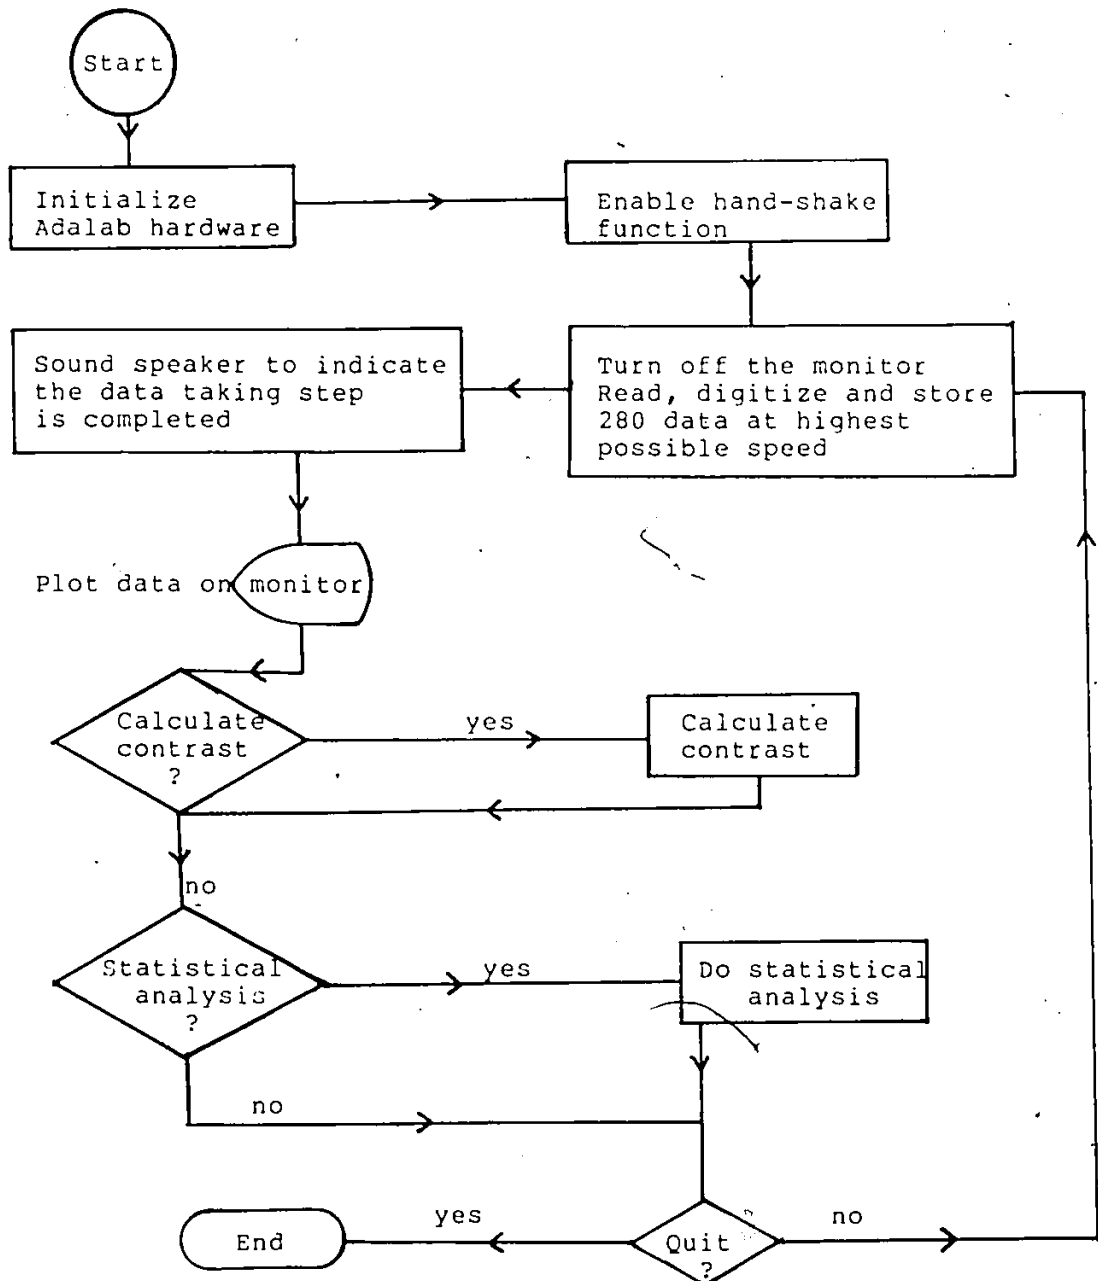 Start
Initialize
Adalab hardware
Enable hand-shake
function
Turn off the monitor
Read, digitize and store
280 data at highest
possible speed
Sound speaker to indicate
the data taking step
is completed
Plot data on monitor
Calculate
contrast
?
yes
Calculate
contrast
no
Statistical
analysis
?
yes
Do statistical
analysis
no
Quit
?
yes
no
End